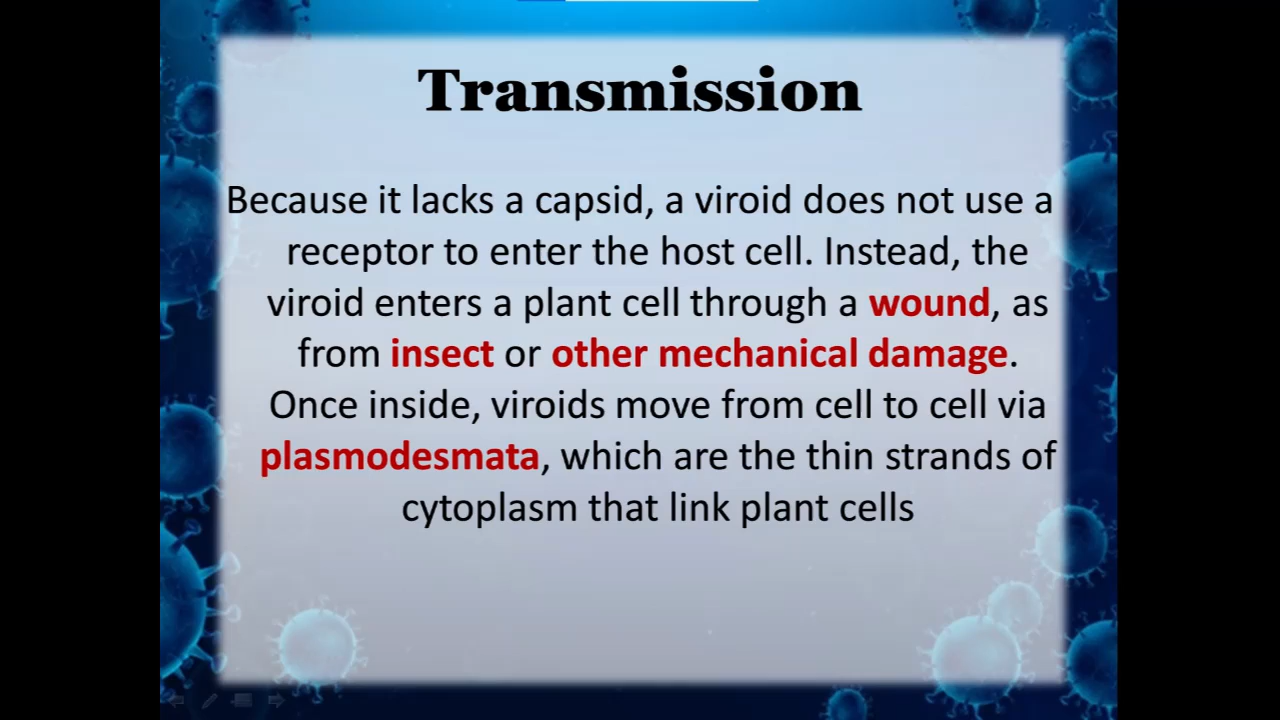 Transmission
Because it lacks a capsid, a viroid does not use a
receptor to enter the host cell. Instead, the
viroid enters a plant cell through a wound, as
from insect or other mechanical damage.
Once inside, viroids move from cell to cell via
plasmodesmata, which are the thin strands of
cytoplasm that link plant cells